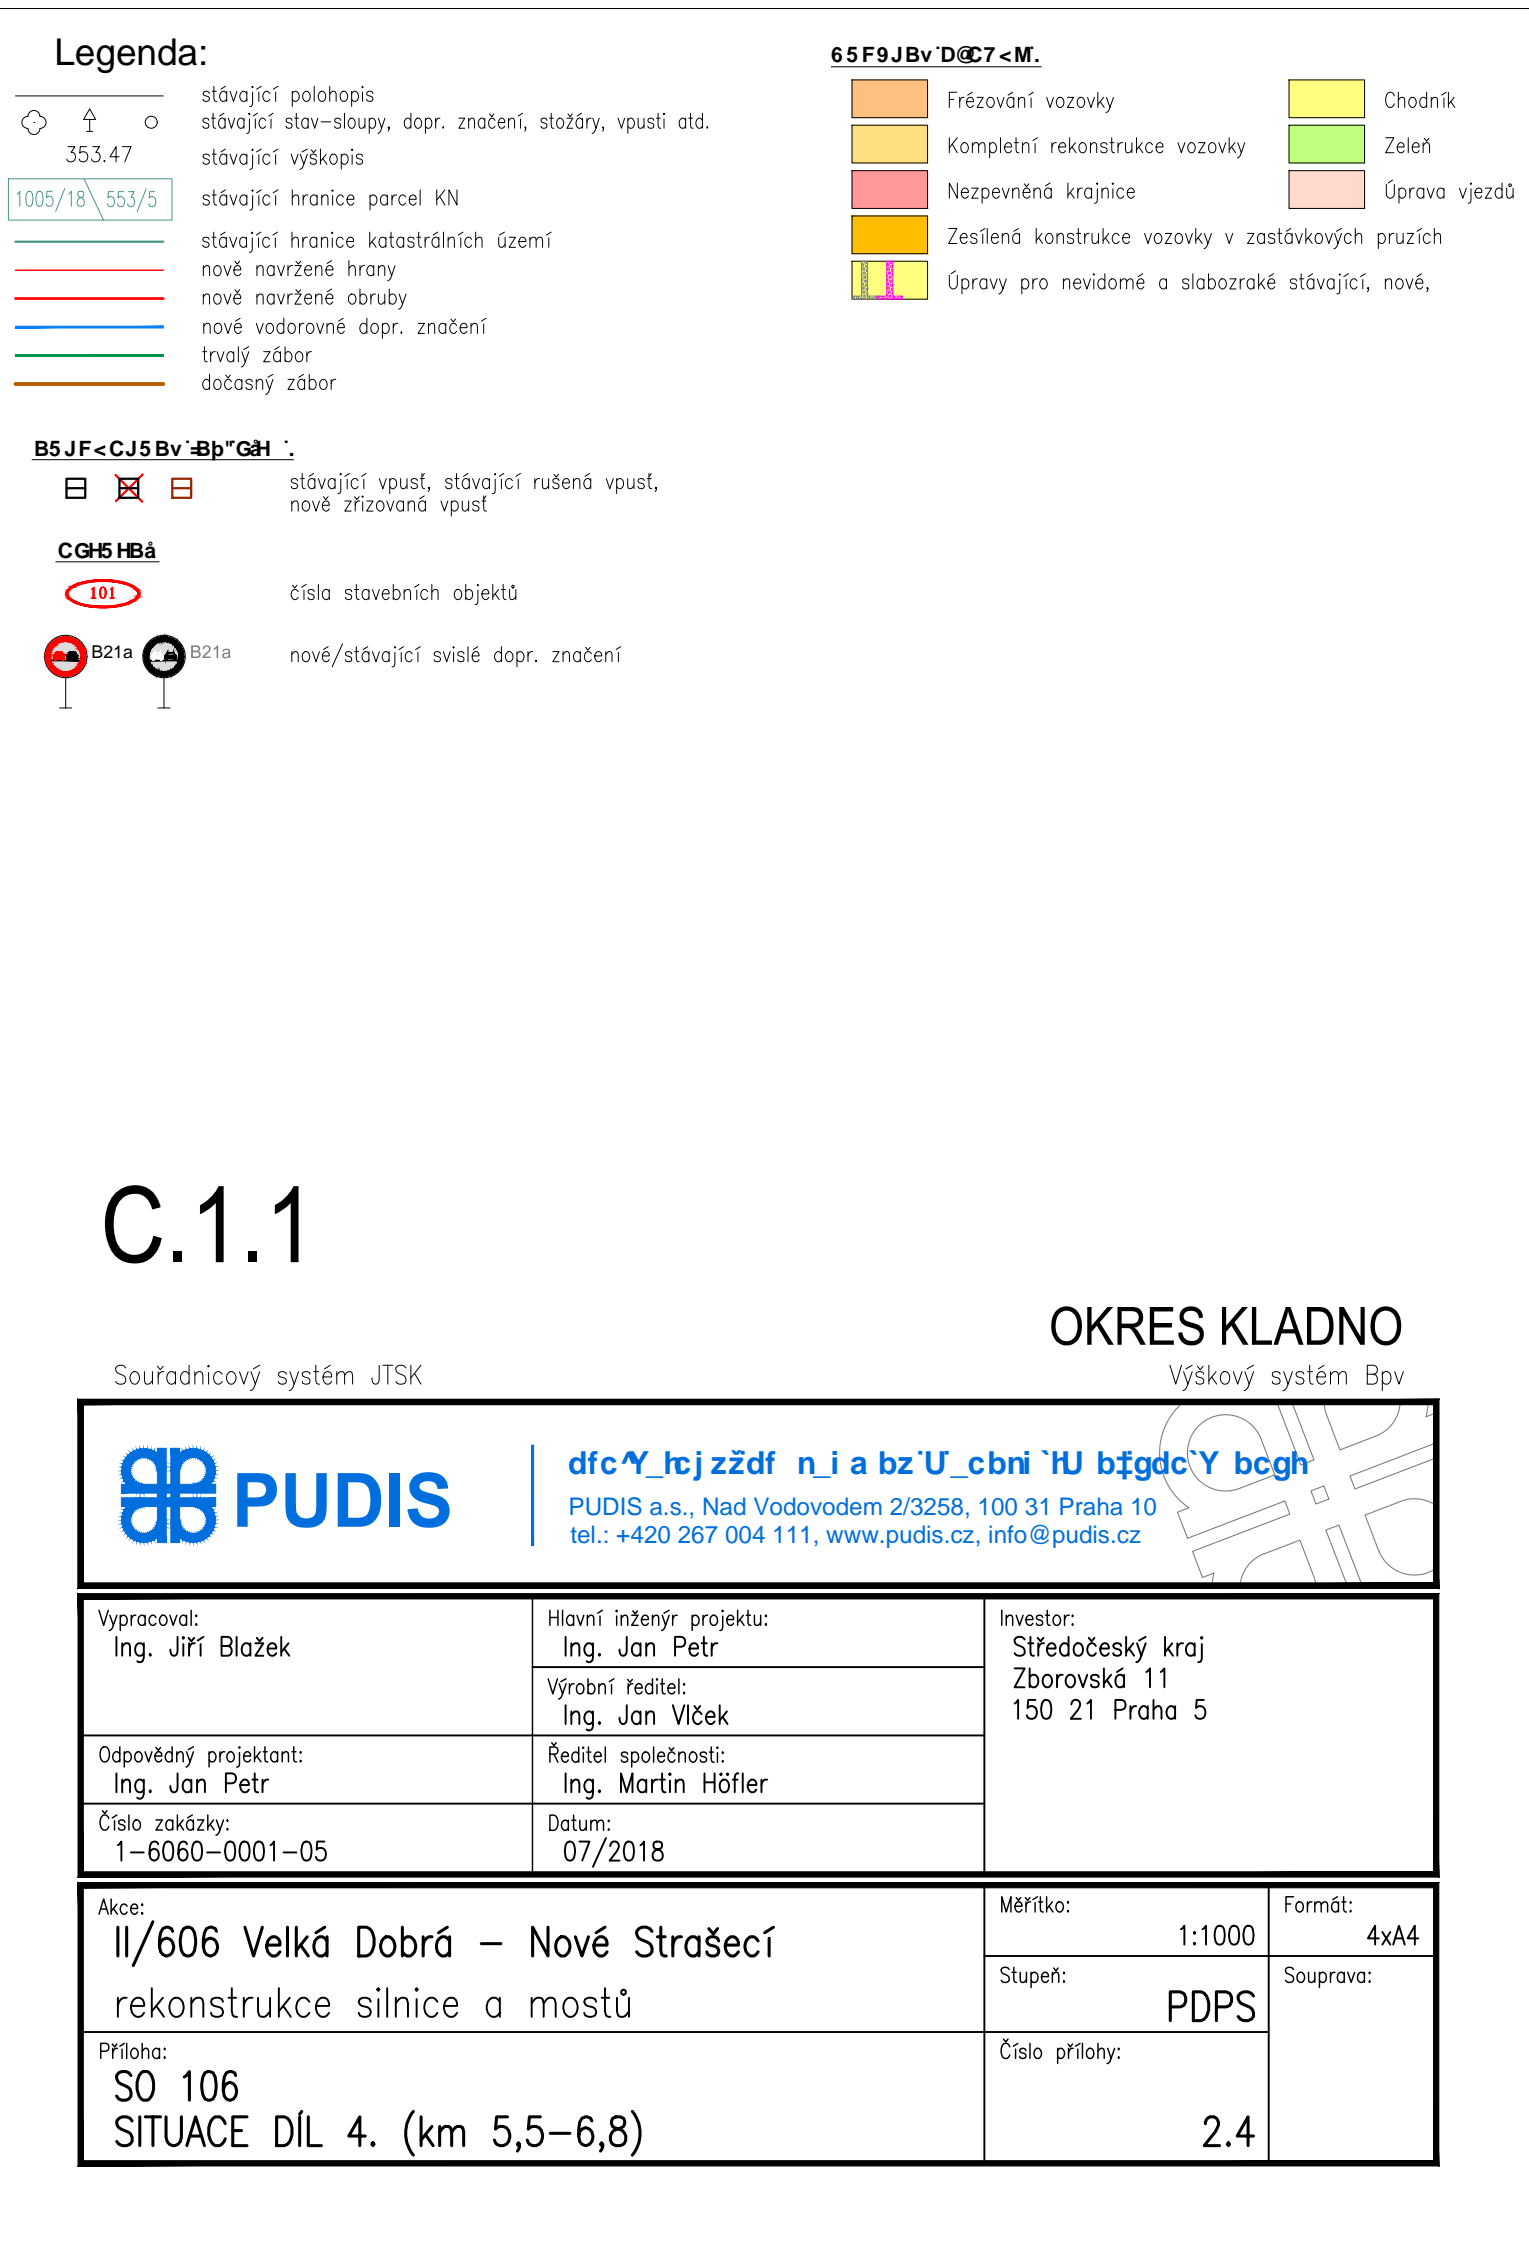 Legenda:
stávající polohopis
stávající stav-sloupy, dopr. značení, stožáry, vpusti atd.
353.47
stávající výškopis
1005/18 553/5
stávající hranice parcel KN
stávající hranice katastrálních území
nově navržené hrany
nově navržené obruby
nové vodorovné dopr. značení
trvalý zábor
dočasný zábor
stávající vpusť, stávající rušená vpusť,
nově zřizovaná vpusť
CGH5 HBå
101
čísla stavebních objektů
B21a B21a
nové/stávající svislé dopr. značení
Frézování vozovky
Kompletní rekonstrukce vozovky
Nezpevněná krajnice
Zesílená konstrukce vozovky v zastávkových pruzích
Úpravy pro nevidomé a slabozraké stávající, nové,
Chodník
Zeleň
Úprava vjezdů
C.1.1
OKRES KLADNO
Souřadnicový systém JTSK
Výškový systém Bpv
PUDIS
PUDIS a.s., Nad Vodovodem 2/3258, 100 31 Praha 10
tel.: +420 267 004 111, www.pudis.cz, info@pudis.cz
Vypracoval:
Ing. Jiří Blažek
Hlavní inženýr projektu:
Ing. Jan Petr
Výrobní ředitel:
Ing. Jan Vlček
Investor:
Středočeský kraj
Zborovská 11
150 21 Praha 5
Odpovědný projektant:
Ing. Jan Petr
Ředitel společnosti:
Ing. Martin Höfler
Číslo zakázky:
1-6060-0001-05
Datum:
07/2018
Akce:
II/606 Velká Dobrá - Nové Strašecí
rekonstrukce silnice a mostů
Měřítko:
1:1000
Formát:
4xA4
Stupeň:
PDPS
Souprava:
Příloha:
SO 106
SITUACE DÍL 4. (km 5,5-6,8)
Číslo přílohy:
2.4